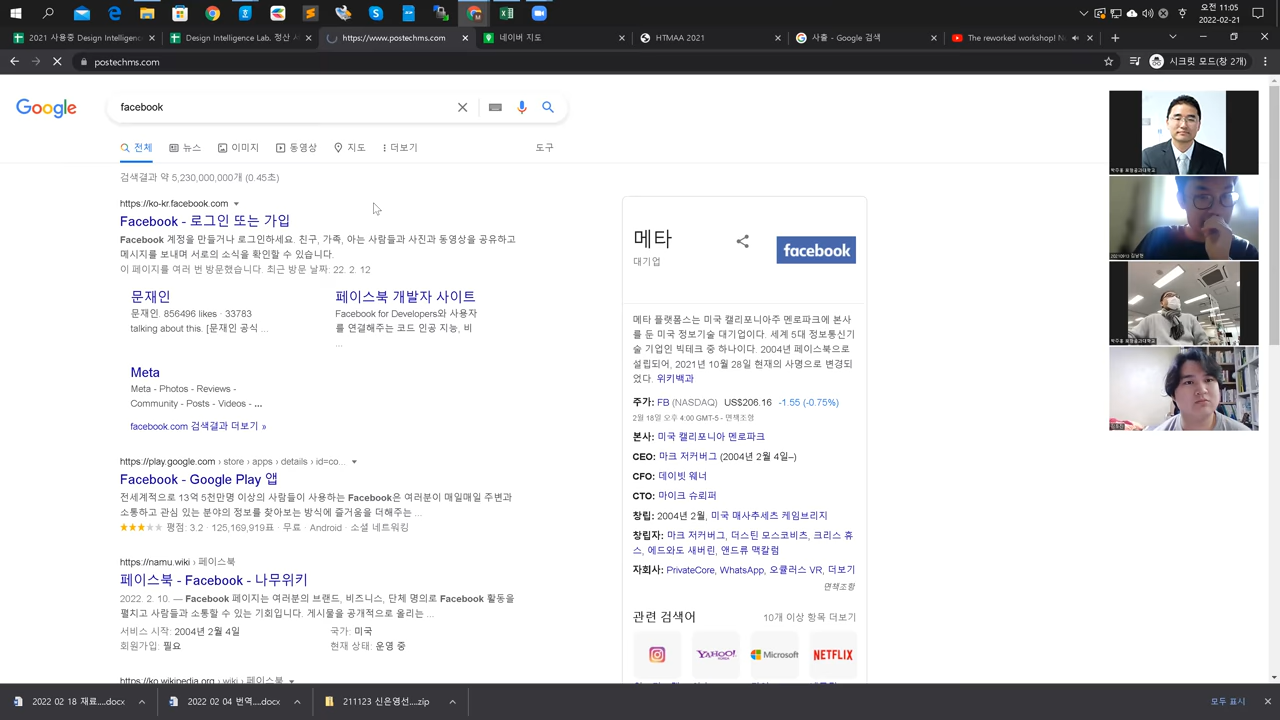 오전 11:05
2022-02-21
2021 사용중 Design Intelligenc
Design Intelligence Lab. 정산 서
https://www.postechms.com
네이버 지도
HTMAA 2021
사출 - Google 검색
The reworked workshop! N
postechms.com
시크릿 모드(창 2개)
Google
facebook
전체
뉴스
이미지
동영상
지도
더보기
도구
검색결과 약 5,230,000,000개 (0.45초)
https://ko-kr.facebook.com
Facebook - 로그인 또는 가입
Facebook 계정을 만들거나 로그인하세요. 친구, 가족, 아는 사람들과 사진과 동영상을 공유하고
메시지를 보내며 서로의 소식을 확인할 수 있습니다.
이 페이지를 여러 번 방문했습니다. 최근 방문 날짜: 22. 2. 12
문재인
문재인. 856496 likes · 33783
talking about this. [문재인 공식 ...
페이스북 개발자 사이트
Facebook for Developers와 사용자
를 연결해주는 코드 인공 지능, 비
...
Meta
Meta - Photos - Reviews -
Community - Posts - Videos - ...
facebook.com 검색결과 더보기 »
https://play.google.com › store › apps › details › id=co...
Facebook - Google Play 앱
전세계적으로 13억 5천만명 이상의 사람들이 사용하는 Facebook은 여러분이 매일매일 주변과
소통하고 관심 있는 분야의 정보를 찾아보는 방식에 즐거움을 더해주는 ...
평점: 3.2 · 125,169,919표 · 무료 · Android · 소셜 네트워킹
https://namu.wiki › 페이스북
페이스북 - Facebook - 나무위키
2022. 2. 10. — Facebook 페이지는 여러분의 브랜드, 비즈니스, 단체 명의로 Facebook 활동을
펼치고 사람들과 소통할 수 있는 기회입니다. 게시물을 공개적으로 올리는 ...
서비스 시작: 2004년 2월 4일
국가: 미국
회원가입: 필요
현재 상태: 운영 중
https://ko.wikipedia.org › wiki › 페이스북
메타
대기업
facebook
메타 플랫폼스는 미국 캘리포니아주 멘로파크에 본사
를 둔 미국 정보기술 대기업이다. 세계 5대 정보통신기
술 기업인 빅테크 중 하나이다. 2004년 페이스북으로
설립되어, 2021년 10월 28일 현재의 사명으로 변경되
었다. 위키백과
주가: FB (NASDAQ) US$206.16 -1.55 (-0.75%)
2월 18일 오후 4:00 GMT-5 - 면책조항
본사: 미국 캘리포니아 멘로파크
CEO: 마크 저커버그 (2004년 2월 4일–)
CFO: 데이빗 웨너
CTO: 마이크 슈뢰퍼
창립: 2004년 2월, 미국 매사추세츠 케임브리지
창립자: 마크 저커버그, 더스틴 모스코비츠, 크리스 휴
스, 에드와도 새버린, 앤드류 맥칼럼
자회사: PrivateCore, WhatsApp, 오큘러스 VR, 더보기
면책조항
관련 검색어
10개 이상 항목 더보기
YAHOO!
Microsoft
NETFLIX
2022 02 18 재료....docx
2022 02 04 번역....docx
211123 신은영선....zip
모두 표시